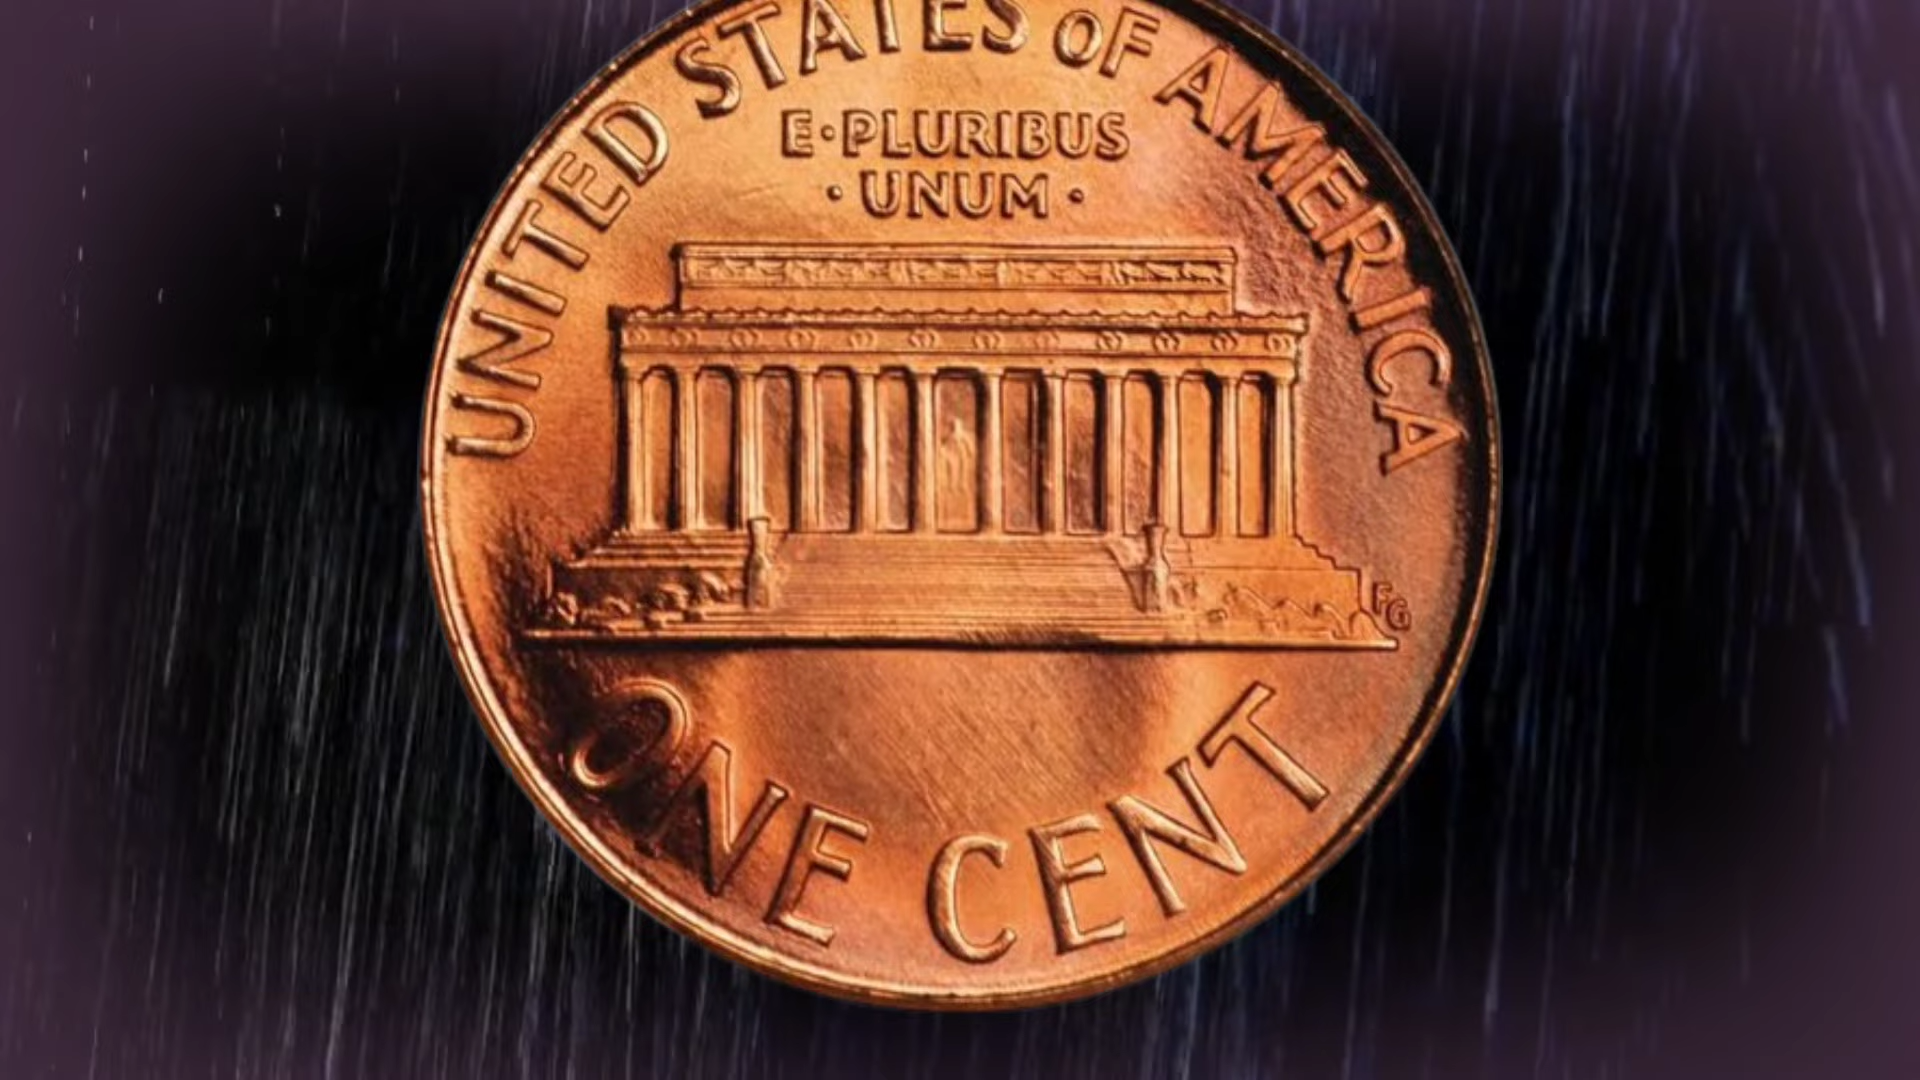 UNITED STATES OF AMERICA
E·PLURIBUS
·UNUM·
FG
ONE CENT